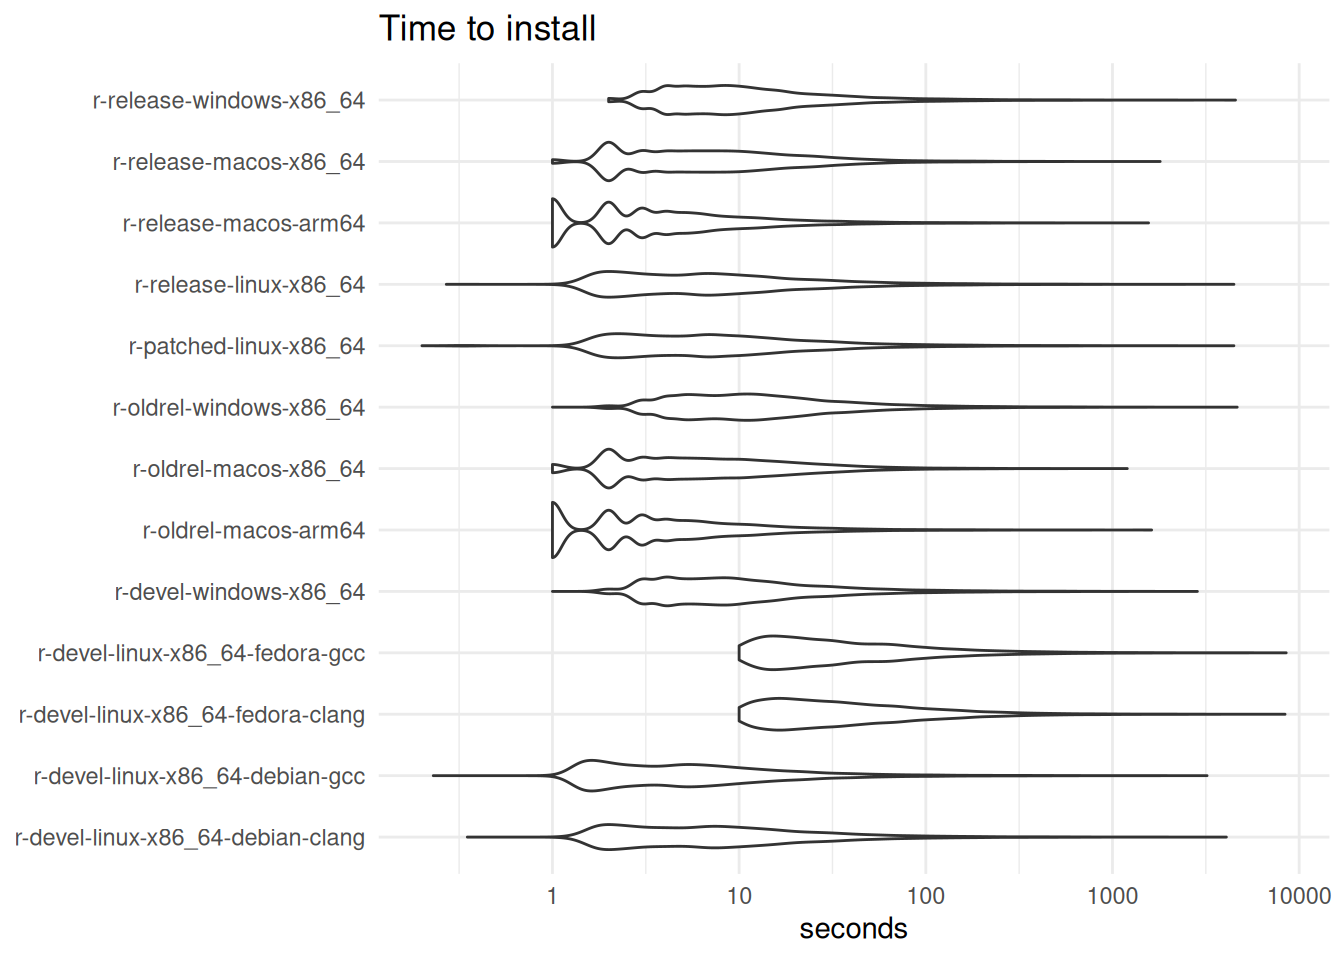 Time to install
r-release-windows-x86_64
r-release-macos-x86_64
r-release-macos-arm64
r-release-linux-x86_64
r-patched-linux-x86_64
r-oldrel-windows-x86_64
r-oldrel-macos-x86_64
r-oldrel-macos-arm64
r-devel-windows-x86_64
r-devel-linux-x86_64-fedora-gcc
r-devel-linux-x86_64-fedora-clang
r-devel-linux-x86_64-debian-gcc
r-devel-linux-x86_64-debian-clang
1 10 100 1000 10000
seconds